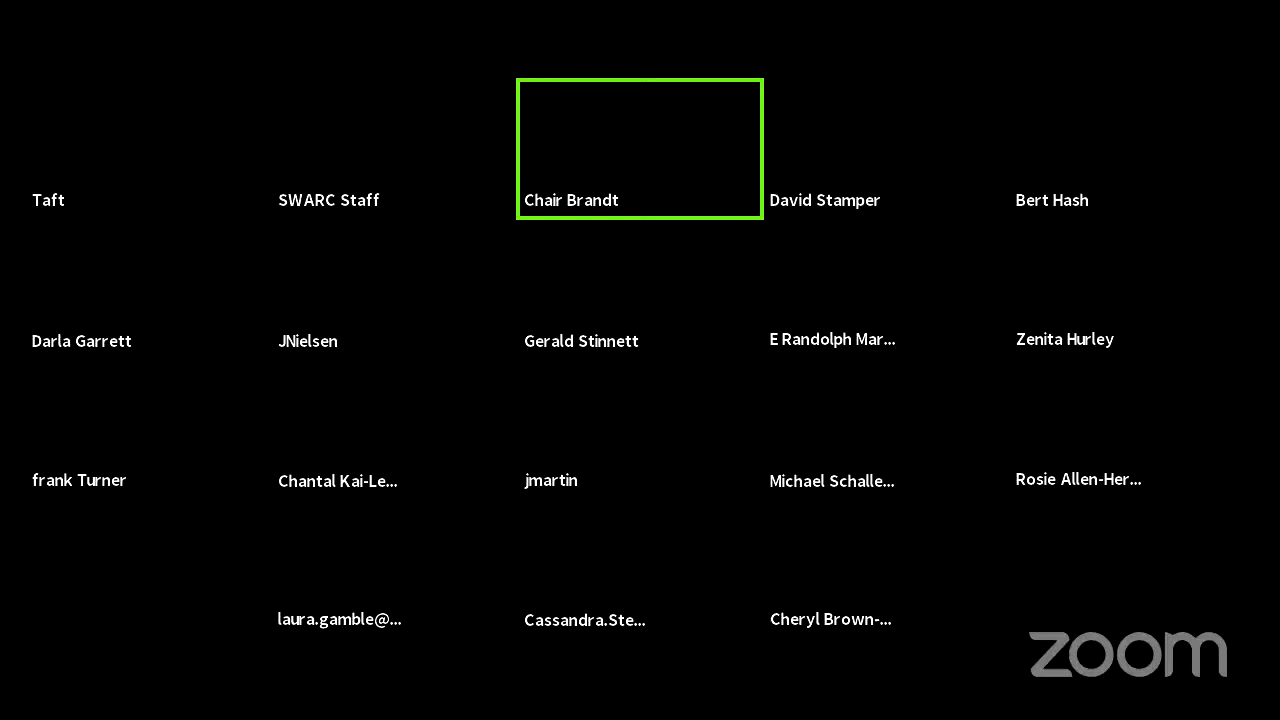 Taft
SWARC Staff
Chair Brandt
David Stamper
Bert Hash
Darla Garrett
JNielsen
Gerald Stinnett
E Randolph Mar...
Zenita Hurley
frank Turner
Chantal Kai-Le...
jmartin
Michael Schalle...
Rosie Allen-Her...
laura.gamble@...
Cassandra.Ste...
Cheryl Brown-...
zoom